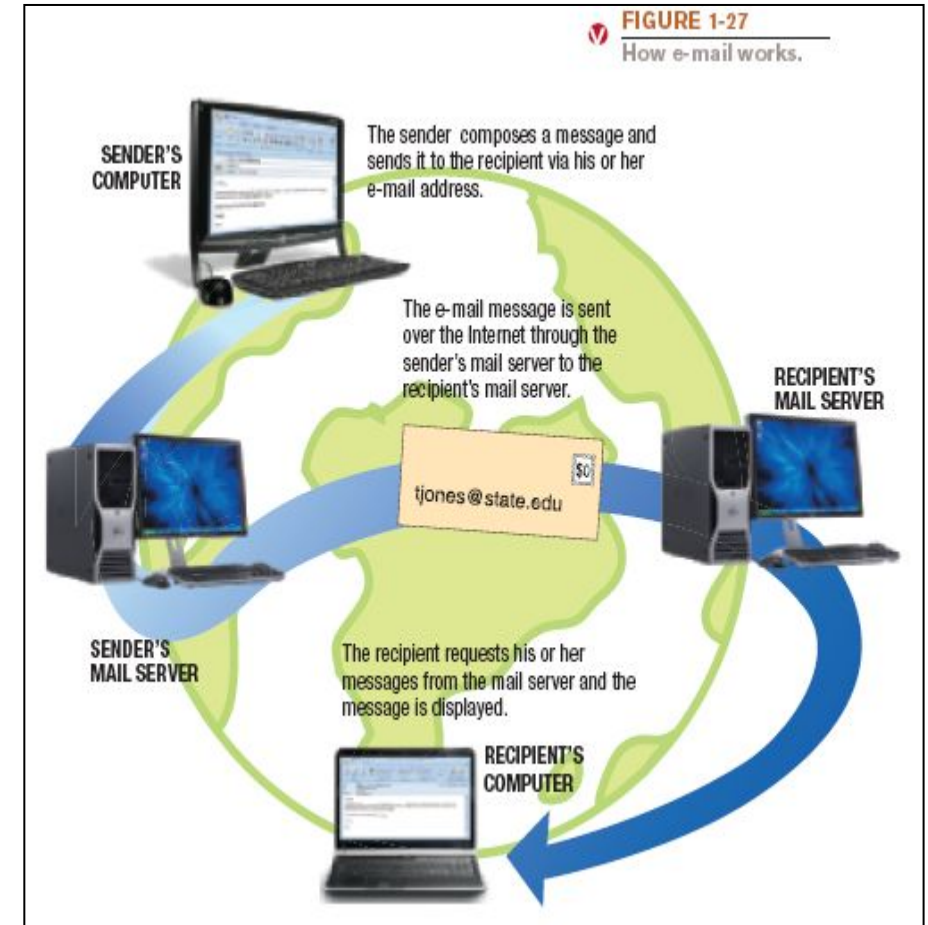 FIGURE 1-27
How e-mail works.
SENDER'S
COMPUTER
The sender composes a message and
sends it to the recipient via his or her
e-mail address.
The e-mail message is sent
over the Internet through the
sender's mail server to the
recipient's mail server.
RECIPIENT'S
MAIL SERVER
$0
tjones@state.edu
SENDER'S
MAIL SERVER
The recipient requests his or her
messages from the mail server and the
message is displayed.
RECIPIENT'S
COMPUTER